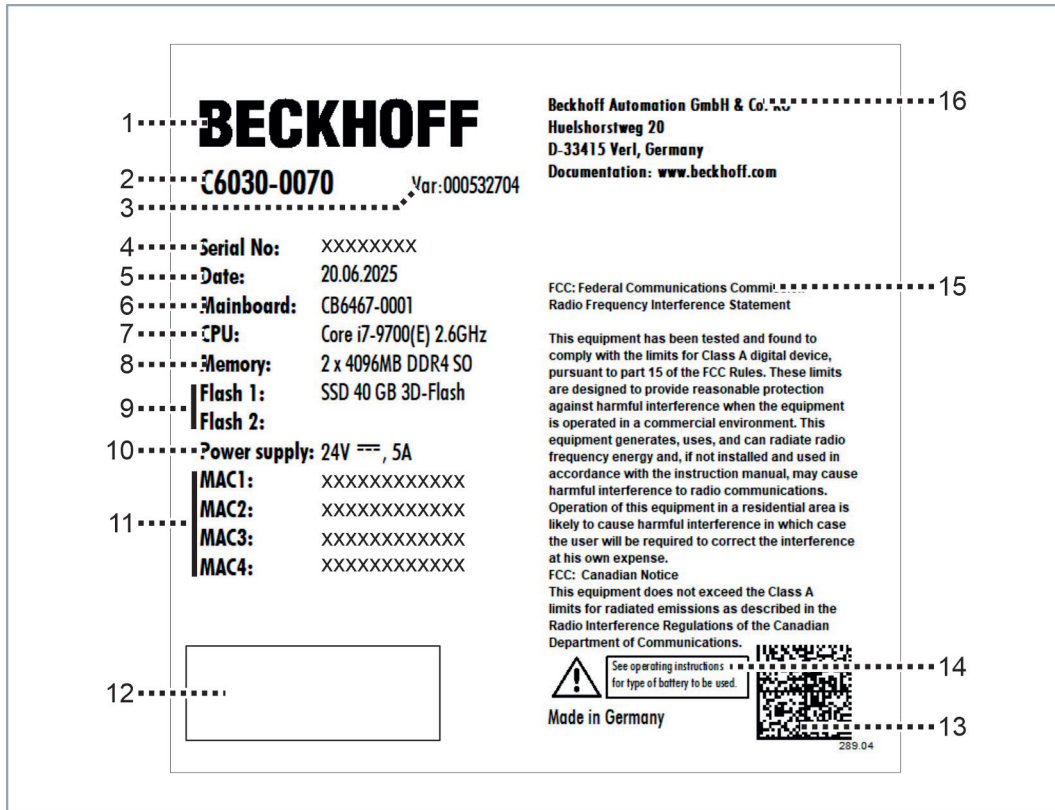 1 BECKHOFF
2 C6030-0070
3 Var:000532704
4 Serial No: XXXXXXXX
5 Date: 20.06.2025
6 Mainboard: CB6467-0001
7 CPU: Core i7-9700(E) 2.6GHz
8 Memory: 2 x 4096MB DDR4 SO
9
Flash 1: SSD 40 GB 3D-Flash
Flash 2:
10 Power supply: 24V ⎓, 5A
11
MAC1: XXXXXXXXXXXX
MAC2: XXXXXXXXXXXX
MAC3: XXXXXXXXXXXX
MAC4: XXXXXXXXXXXX
12
Beckhoff Automation GmbH & Co. 16
Huelshorstweg 20
D-33415 Verl, Germany
Documentation: www.beckhoff.com
FCC: Federal Communications 15
Radio Frequency Interference Statement
This equipment has been tested and found to
comply with the limits for Class A digital device,
pursuant to part 15 of the FCC Rules. These limits
are designed to provide reasonable protection
against harmful interference when the equipment
is operated in a commercial environment. This
equipment generates, uses, and can radiate radio
frequency energy and, if not installed and used in
accordance with the instruction manual, may cause
harmful interference to radio communications.
Operation of this equipment in a residential area is
likely to cause harmful interference in which case
the user will be required to correct the interference
at his own expense.
FCC: Canadian Notice
This equipment does not exceed the Class A
limits for radiated emissions as described in the
Radio Interference Regulations of the Canadian
Department of Communications.
See operating instructions 14
for type of battery to be used.
Made in Germany
13
289.04